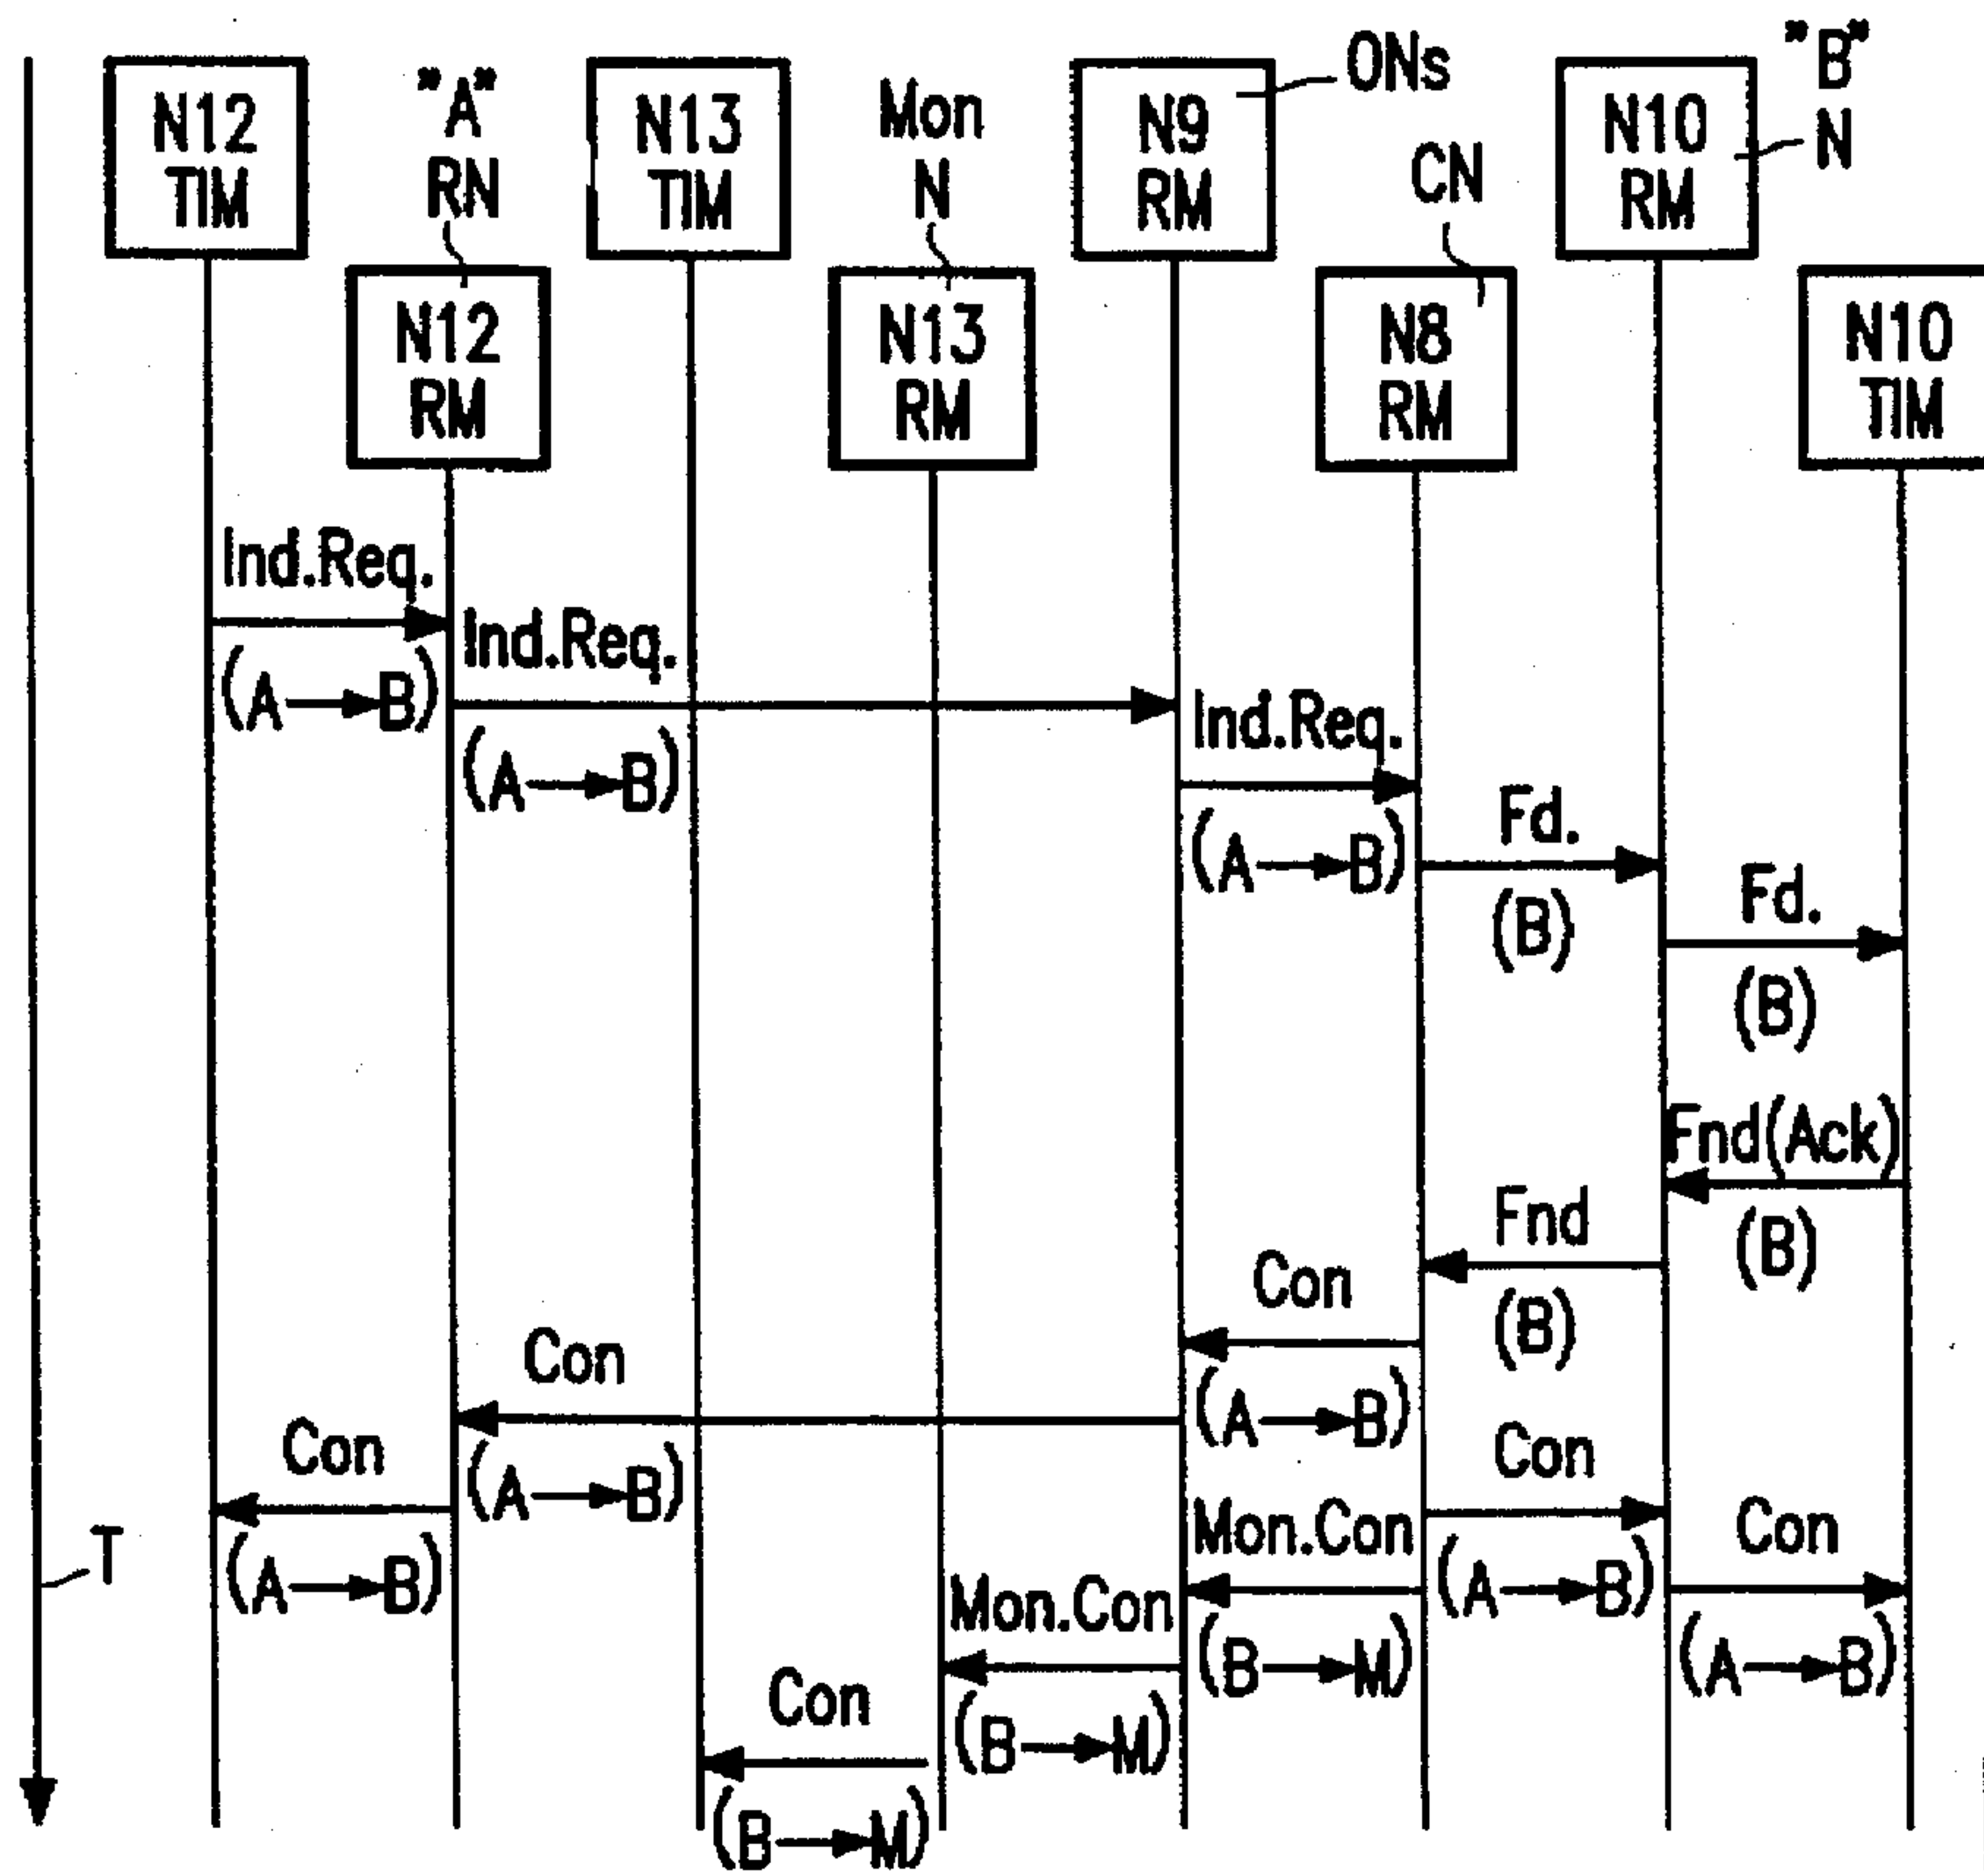 N12
TIM
"A"
RN
N13
TIM
Mon
N
N9
RM
ONs
CN
N10
RM
"B"
N
N12
RM
N13
RM
N8
RM
N10
TIM
Ind.Req.
(A→B)
Ind.Req.
(A→B)
Ind.Req.
(A→B)
Fd.
(B)
Fd.
(B)
Fnd(Ack)
(B)
Fnd
(B)
Con
(A→B)
Con
(A→B)
Con
(A→B)
Con
(A→B)
Con
(A→B)
Mon.Con
(B→M)
Mon.Con
(B→M)
Con
(B→M)
T